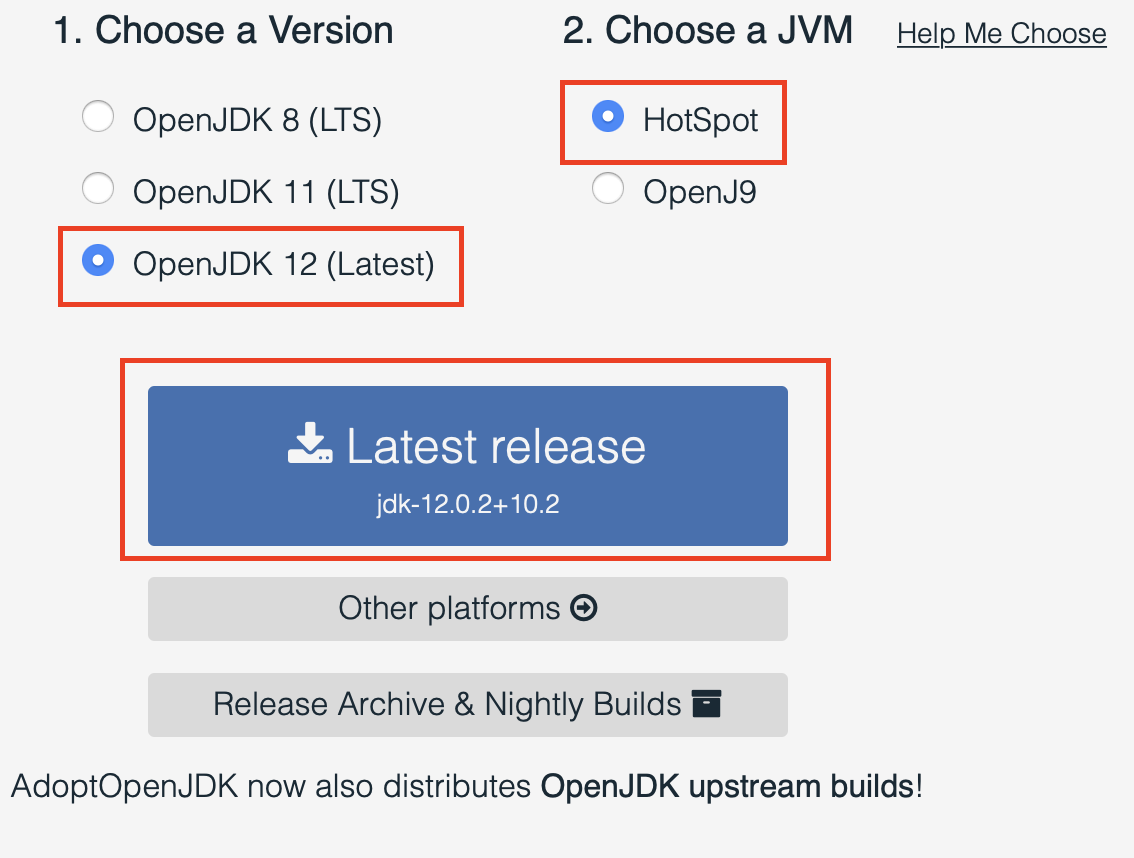 1. Choose a Version
2. Choose a JVM
Help Me Choose
OpenJDK 8 (LTS)
OpenJDK 11 (LTS)
OpenJDK 12 (Latest)
HotSpot
OpenJ9
Latest release
jdk-12.0.2+10.2
Other platforms
Release Archive & Nightly Builds
AdoptOpenJDK now also distributes OpenJDK upstream builds!